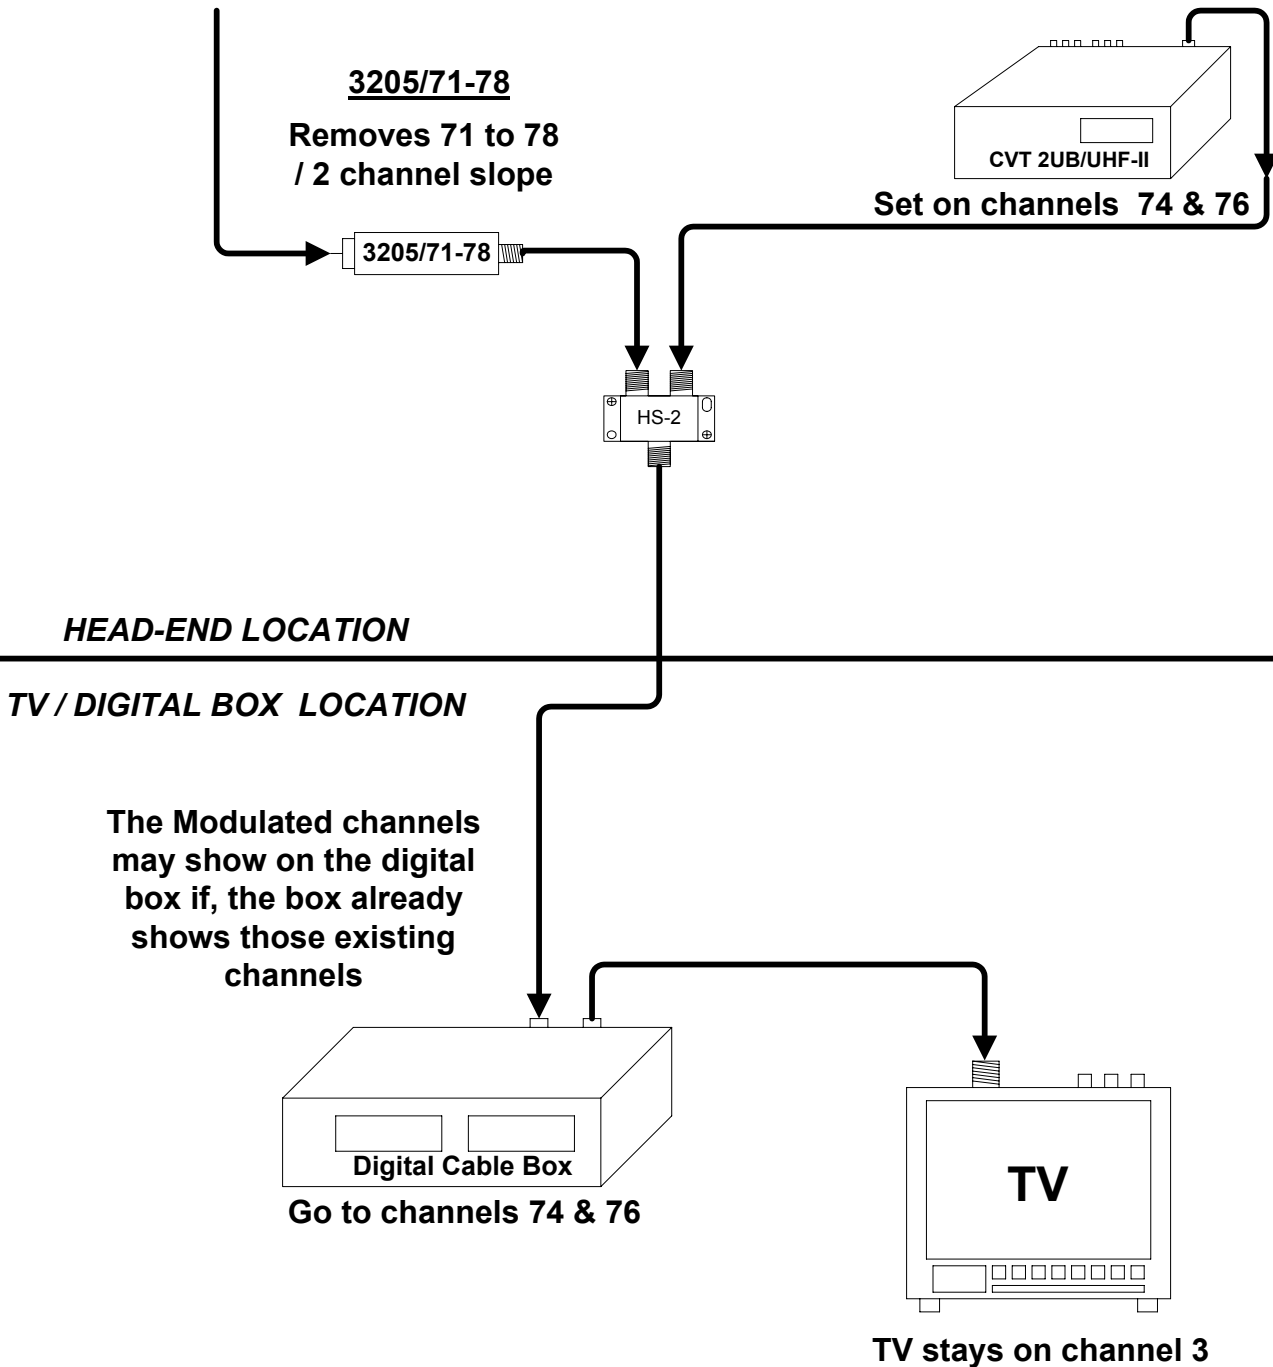 3205/71-78
Removes 71 to 78
/ 2 channel slope
CVT 2UB/UHF-II
Set on channels 74 & 76
3205/71-78
HS-2
HEAD-END LOCATION
TV / DIGITAL BOX LOCATION
The Modulated channels
may show on the digital
box if, the box already
shows those existing
channels
Digital Cable Box
Go to channels 74 & 76
TV
TV stays on channel 3